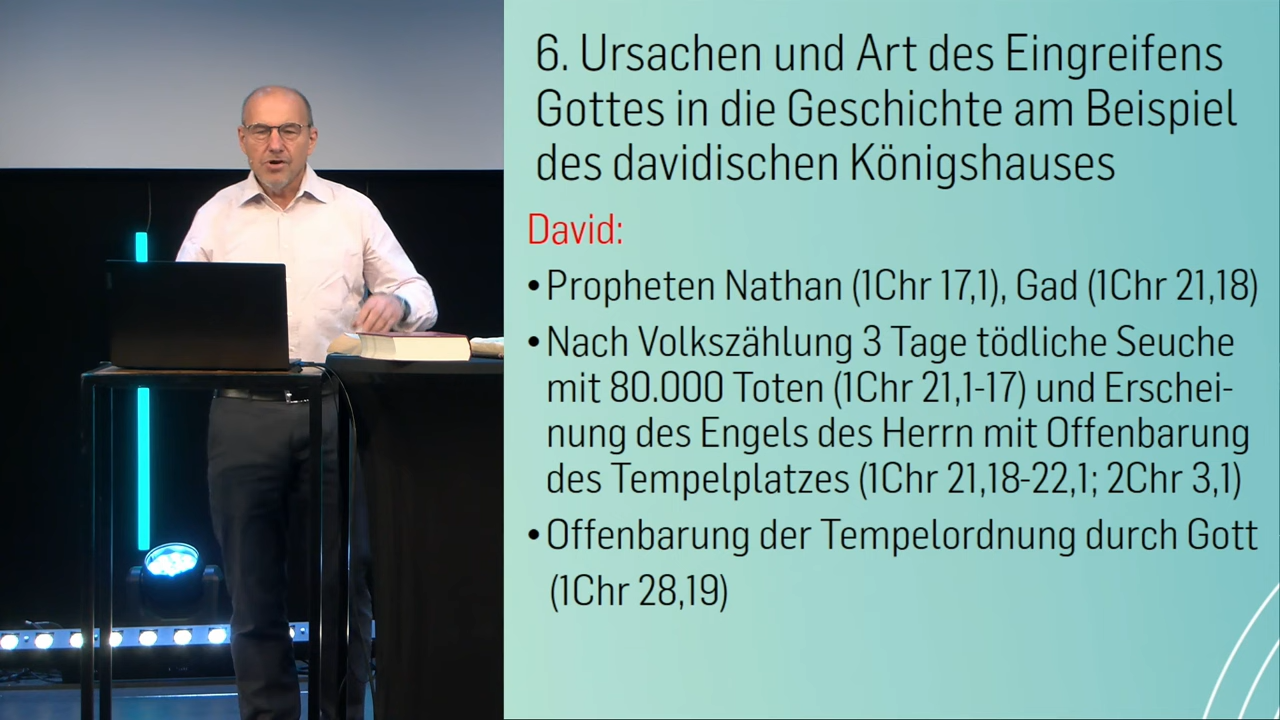 6. Ursachen und Art des Eingreifens
Gottes in die Geschichte am Beispiel
des davidischen Königshauses
David:
• Propheten Nathan (1Chr 17,1), Gad (1Chr 21,18)
• Nach Volkszählung 3 Tage tödliche Seuche
mit 80.000 Toten (1Chr 21,1-17) und Erschei-
nung des Engels des Herrn mit Offenbarung
des Tempelplatzes (1Chr 21,18-22,1; 2Chr 3,1)
• Offenbarung der Tempelordnung durch Gott
(1Chr 28,19)